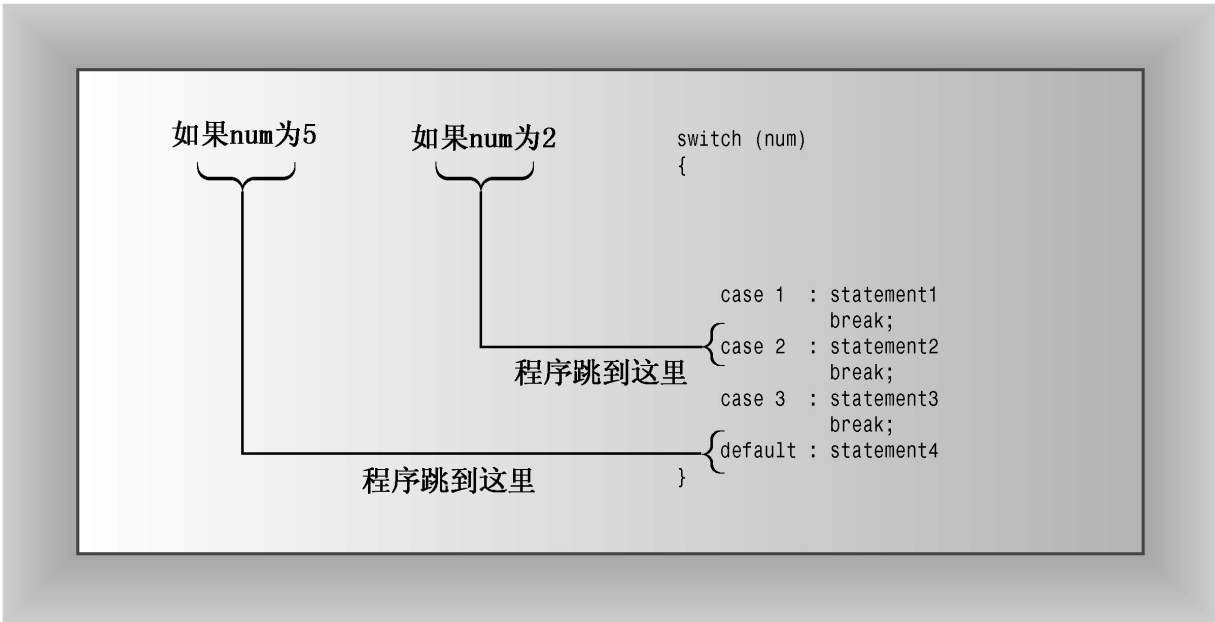 如果num为5
如果num为2
switch (num)
{
case 1 : statement1
break;
case 2 : statement2
程序跳到这里
break;
case 3 : statement3
break;
default : statement4
程序跳到这里
}